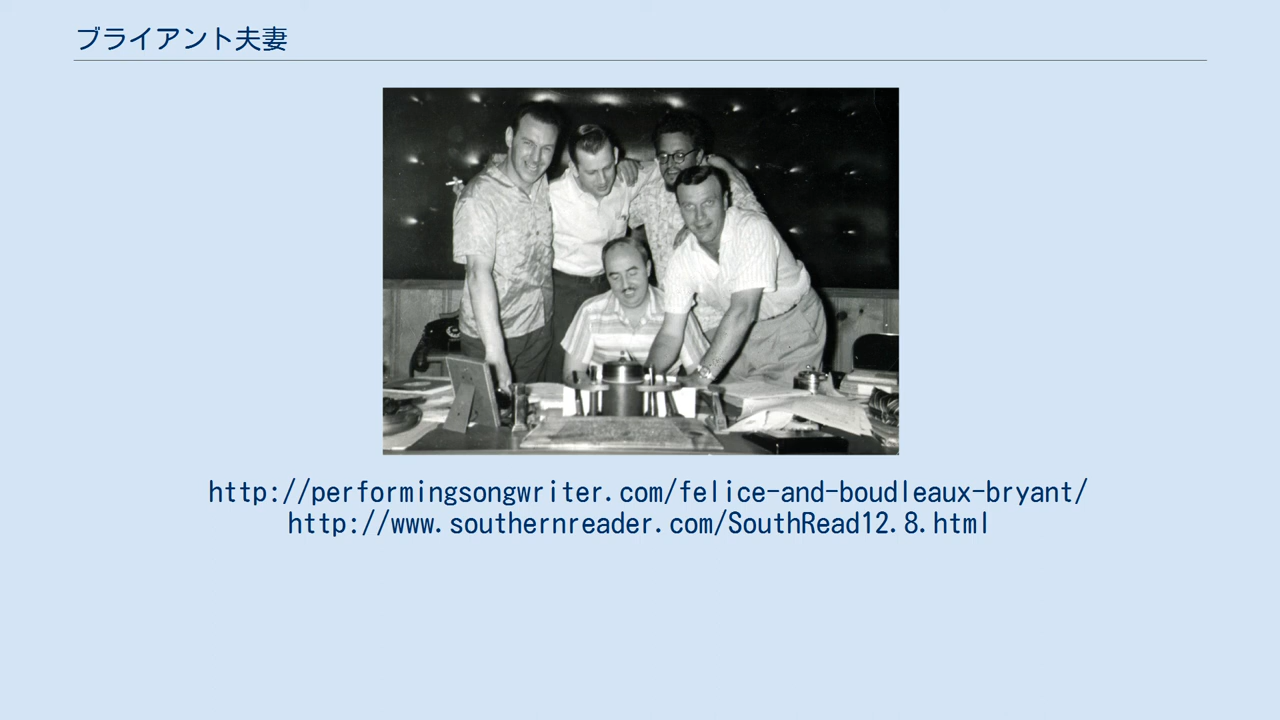 ブライアント夫妻
http://performingsongwriter.com/felice-and-boudleaux-bryant/
http://www.southernreader.com/SouthRead12.8.html